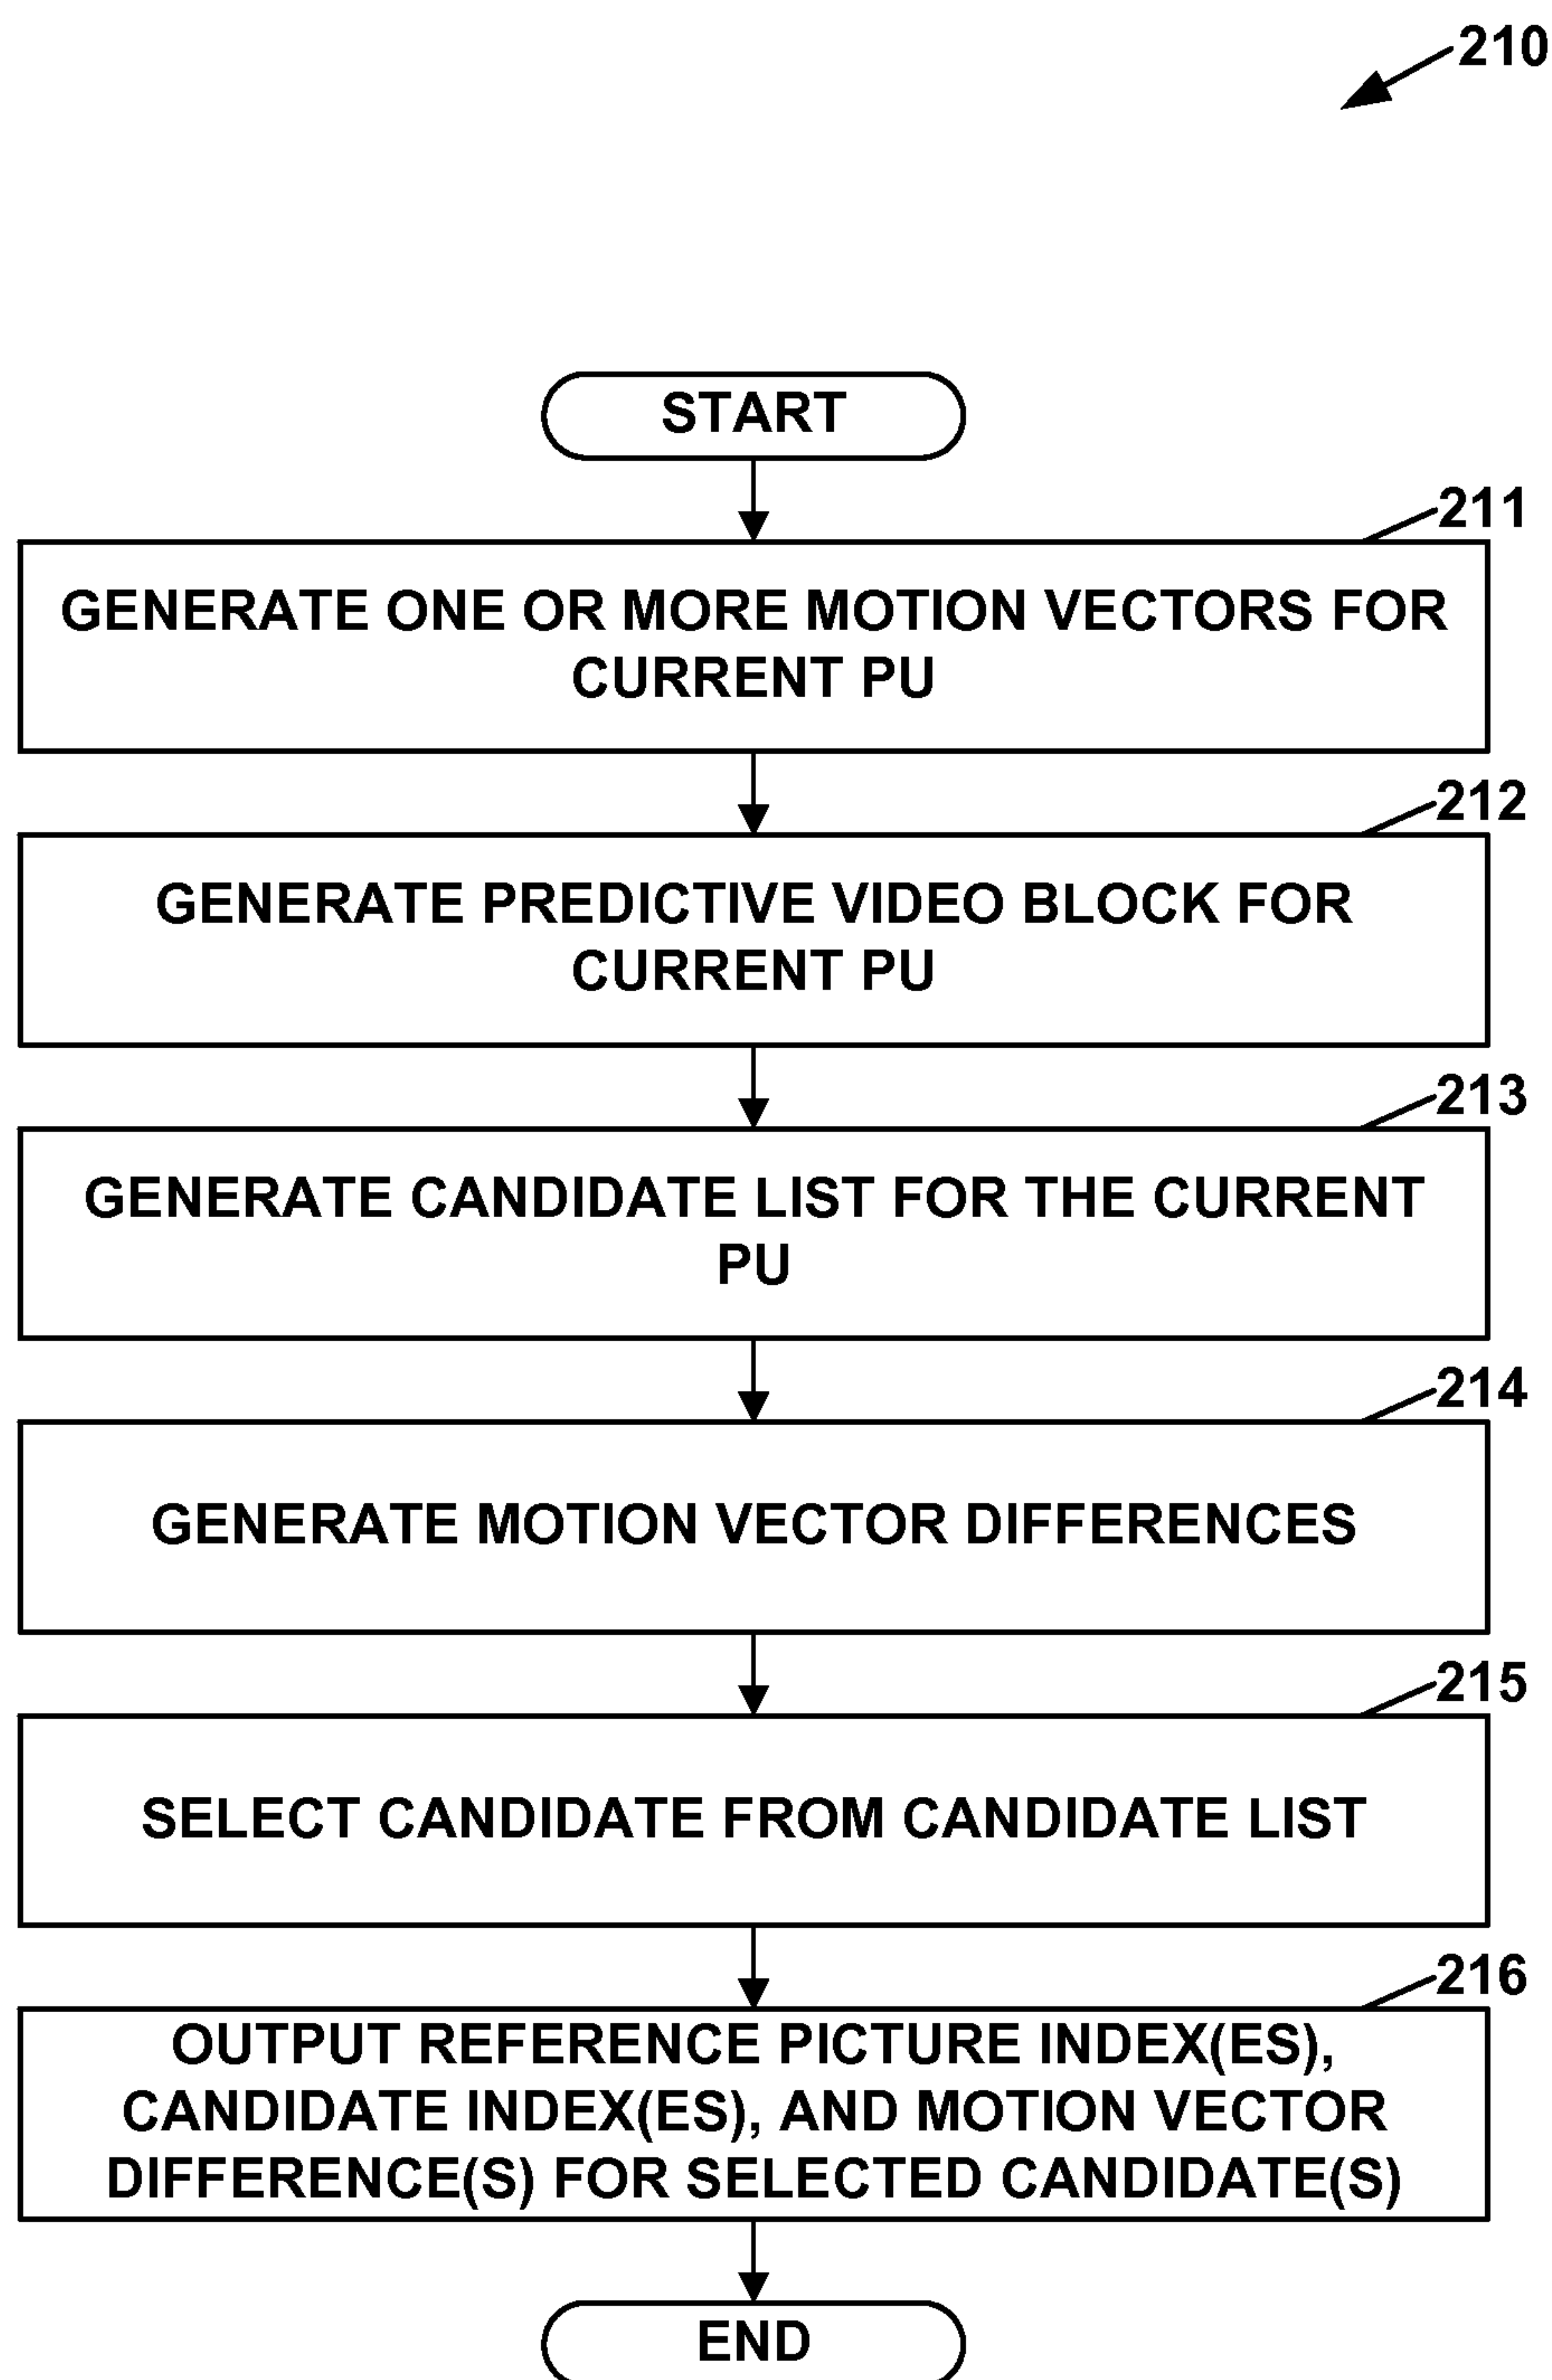 210
START
211
GENERATE ONE OR MORE MOTION VECTORS FOR
CURRENT PU
212
GENERATE PREDICTIVE VIDEO BLOCK FOR
CURRENT PU
213
GENERATE CANDIDATE LIST FOR THE CURRENT
PU
214
GENERATE MOTION VECTOR DIFFERENCES
215
SELECT CANDIDATE FROM CANDIDATE LIST
216
OUTPUT REFERENCE PICTURE INDEX(ES),
CANDIDATE INDEX(ES), AND MOTION VECTOR
DIFFERENCE(S) FOR SELECTED CANDIDATE(S)
END